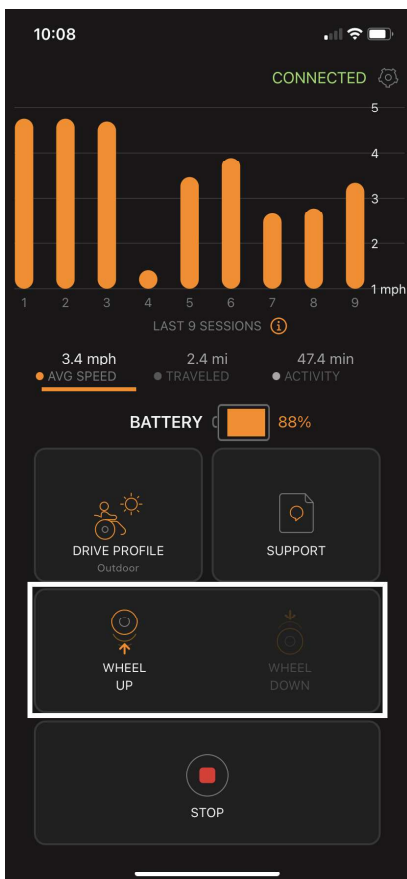 10:08
CONNECTED
5
4
3
2
1 mph
1 2 3 4 5 6 7 8 9
LAST 9 SESSIONS i
3.4 mph 2.4 mi 47.4 min
AVG SPEED TRAVELED ACTIVITY
BATTERY 88%
DRIVE PROFILE SUPPORT
Outdoor
WHEEL WHEEL
UP DOWN
STOP